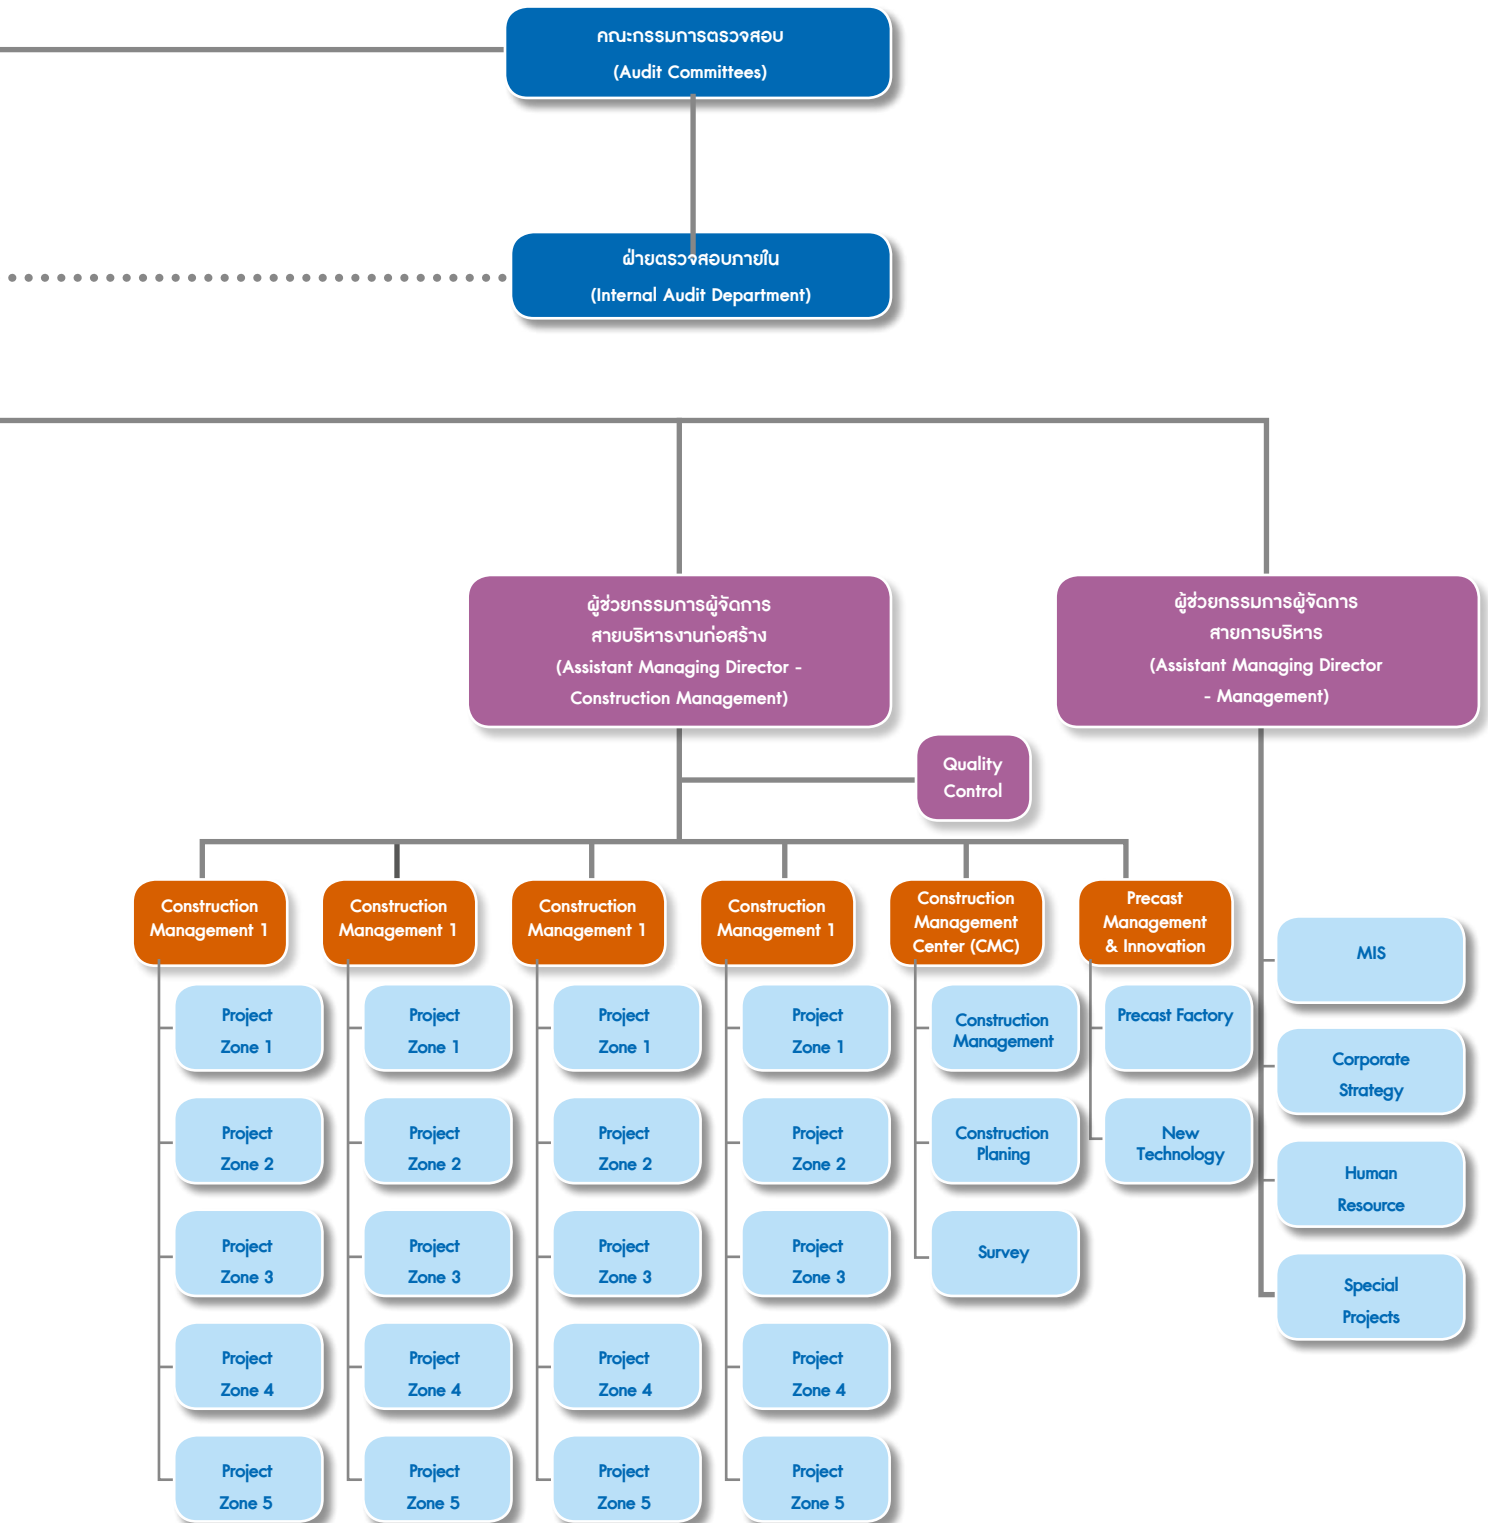 คณะกรรมการตรวจสอบ
(Audit Committees)
ฝ่ายตรวจสอบภายใน
(Internal Audit Department)
ผู้ช่วยกรรมการผู้จัดการ
สายบริหารงานก่อสร้าง
(Assistant Managing Director -
Construction Management)
ผู้ช่วยกรรมการผู้จัดการ
สายการบริหาร
(Assistant Managing Director
- Management)
Quality
Control
Construction
Management 1
Project
Zone 1
Project
Zone 2
Project
Zone 3
Project
Zone 4
Project
Zone 5
Construction
Management 1
Project
Zone 1
Project
Zone 2
Project
Zone 3
Project
Zone 4
Project
Zone 5
Construction
Management 1
Project
Zone 1
Project
Zone 2
Project
Zone 3
Project
Zone 4
Project
Zone 5
Construction
Management 1
Project
Zone 1
Project
Zone 2
Project
Zone 3
Project
Zone 4
Project
Zone 5
Construction
Management
Center (CMC)
Construction
Management
Construction
Planing
Survey
Precast
Management
& Innovation
Precast Factory
New
Technology
MIS
Corporate
Strategy
Human
Resource
Special
Projects